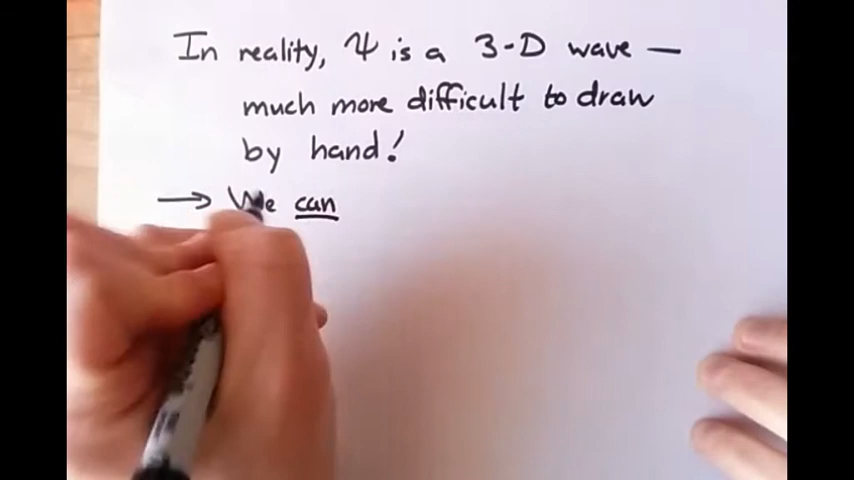 In reality, Ψ is a 3-D wave —
much more difficult to draw
by hand!
→ We can